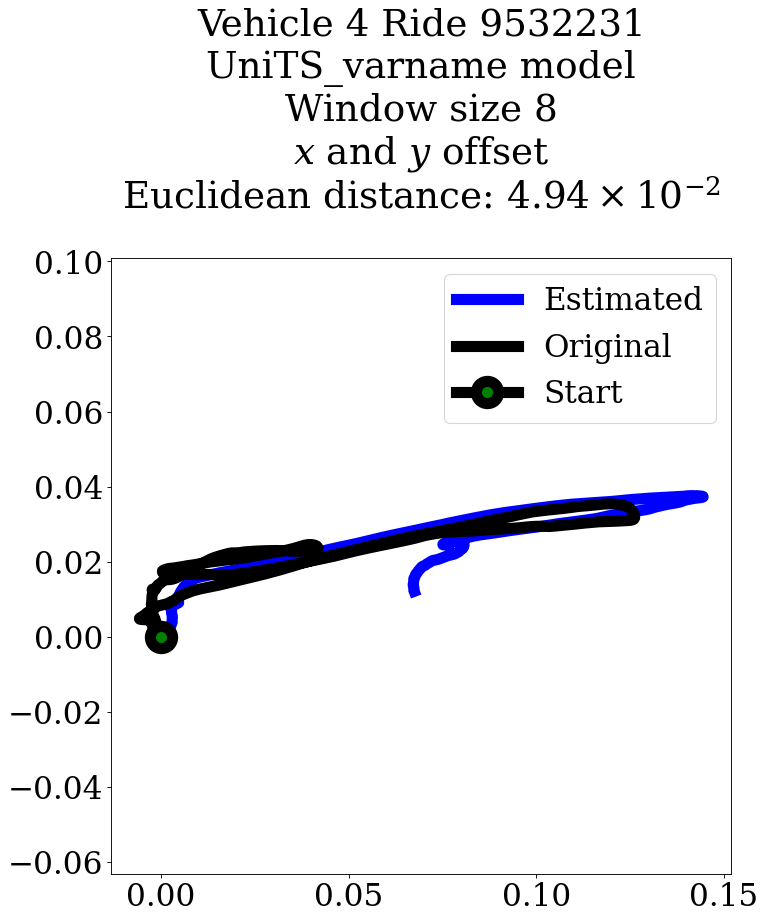 Vehicle 4 Ride 9532231
UniTS_varname model
Window size 8
x and y offset
Euclidean distance: 4.94 × 10⁻²
Estimated
Original
Start
0.10
0.08
0.06
0.04
0.02
0.00
−0.02
−0.04
−0.06
0.00 0.05 0.10 0.15